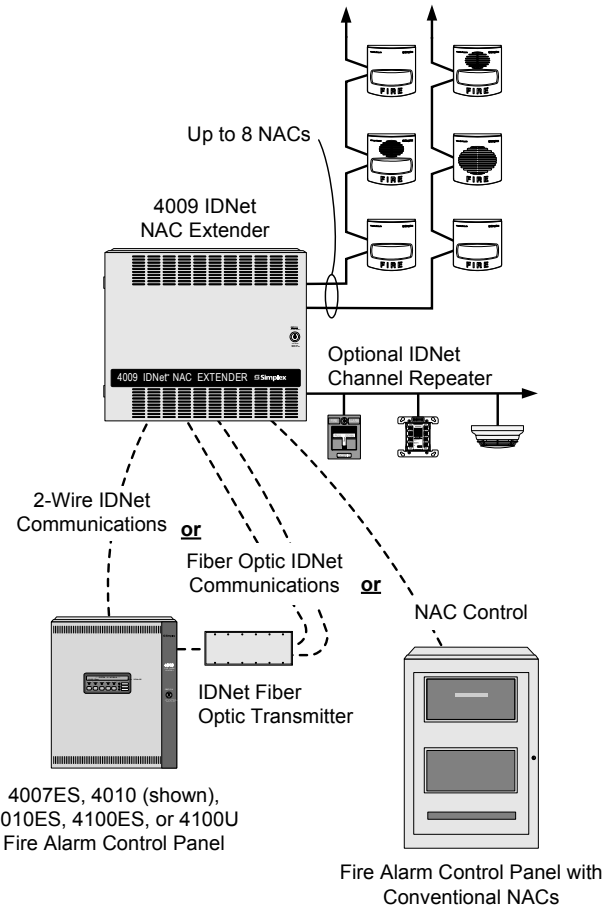 FIRE
FIRE
Up to 8 NACs
FIRE
FIRE
4009 IDNet
NAC Extender
FIRE
FIRE
4009 IDNet NAC EXTENDER Simplex
Optional IDNet
Channel Repeater
2-Wire IDNet
Communications
or
Fiber Optic IDNet
Communications
or
NAC Control
IDNet Fiber
Optic Transmitter
4007ES, 4010 (shown),
010ES, 4100ES, or 4100U
Fire Alarm Control Panel
Fire Alarm Control Panel with
Conventional NACs